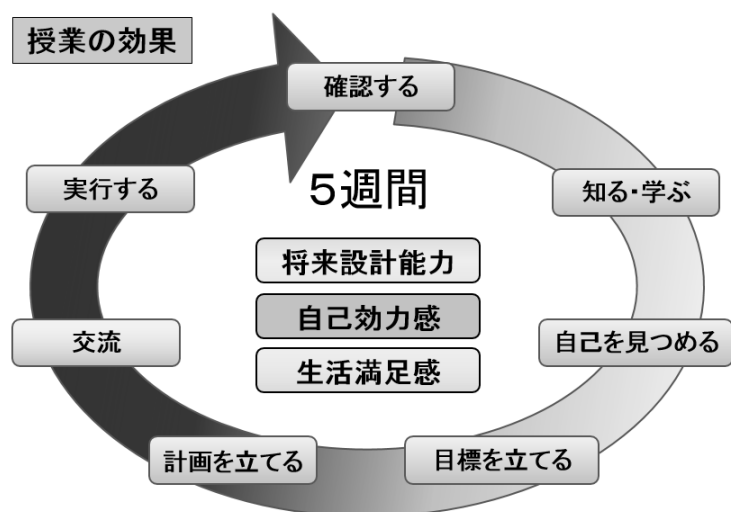 授業の効果
確認する
知る・学ぶ
自己を見つめる
目標を立てる
計画を立てる
交流
実行する
5週間
将来設計能力
自己効力感
生活満足感